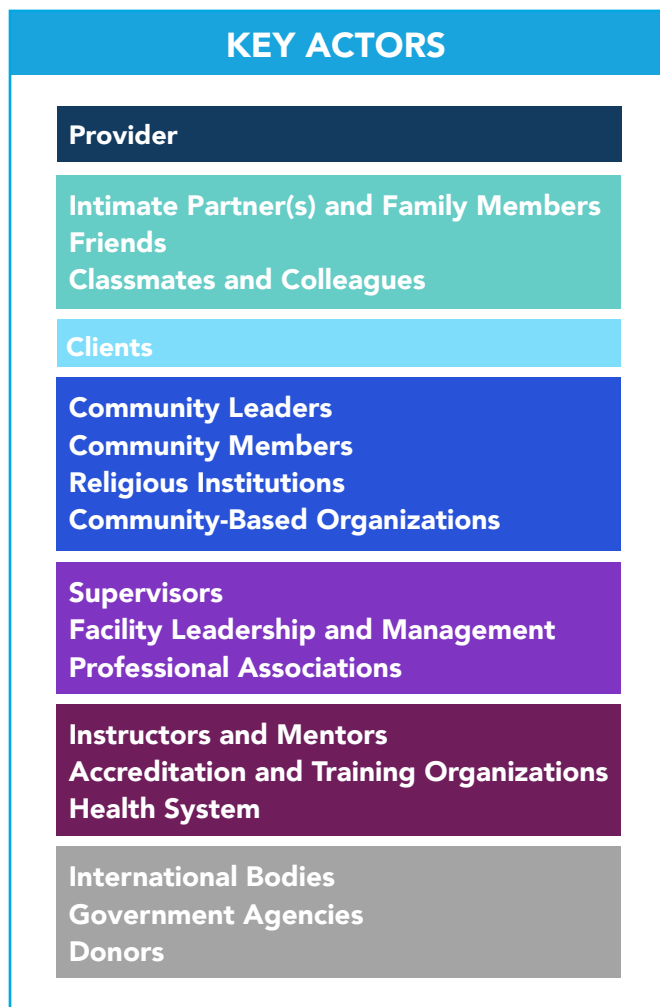 KEY ACTORS
Provider
Intimate Partner(s) and Family Members
Friends
Classmates and Colleagues
Clients
Community Leaders
Community Members
Religious Institutions
Community-Based Organizations
Supervisors
Facility Leadership and Management
Professional Associations
Instructors and Mentors
Accreditation and Training Organizations
Health System
International Bodies
Government Agencies
Donors